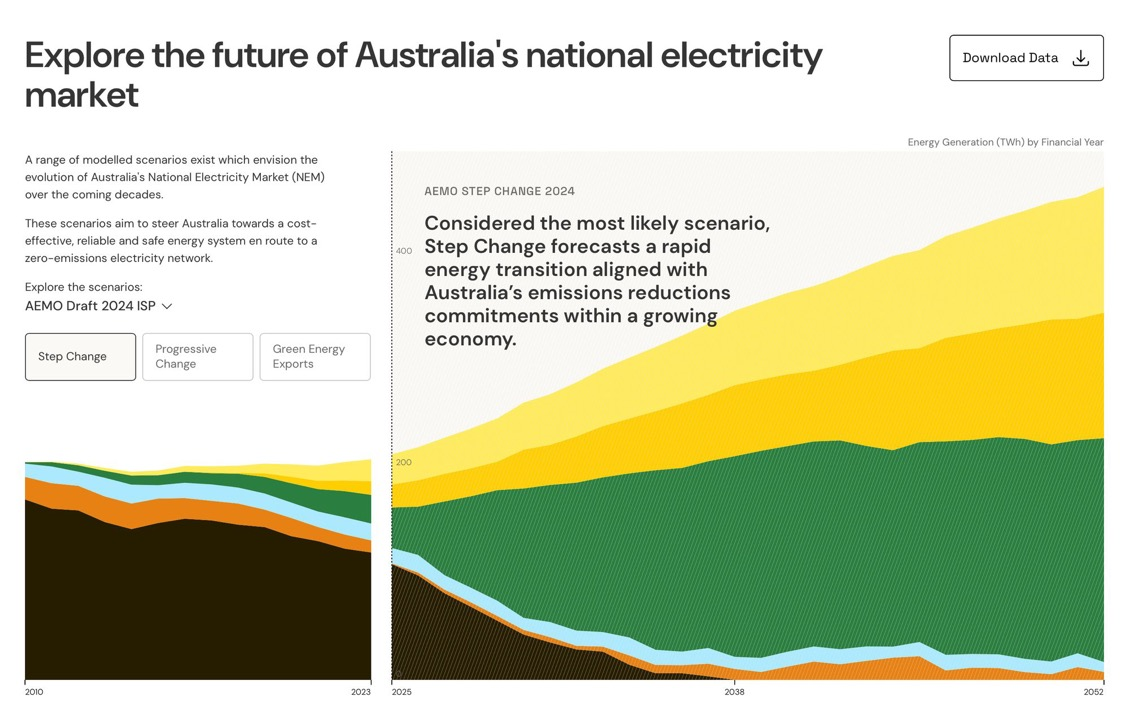 Explore the future of Australia's national electricity
market
Download Data
A range of modelled scenarios exist which envision the
evolution of Australia's National Electricity Market (NEM)
over the coming decades.
These scenarios aim to steer Australia towards a cost-
effective, reliable and safe energy system en route to a
zero-emissions electricity network.
Explore the scenarios:
AEMO Draft 2024 ISP
Step Change
Progressive
Change
Green Energy
Exports
Energy Generation (TWh) by Financial Year
AEMO STEP CHANGE 2024
Considered the most likely scenario,
Step Change forecasts a rapid
energy transition aligned with
Australia’s emissions reductions
commitments within a growing
economy.
400
200
0
2010
2023
2025
2038
2052